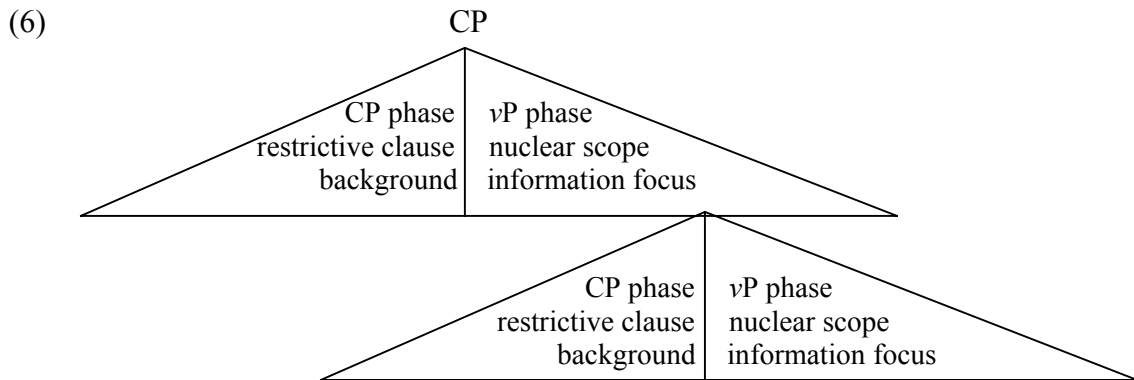 (6) CP
CP phase vP phase
restrictive clause nuclear scope
background information focus
CP phase vP phase
restrictive clause nuclear scope
background information focus